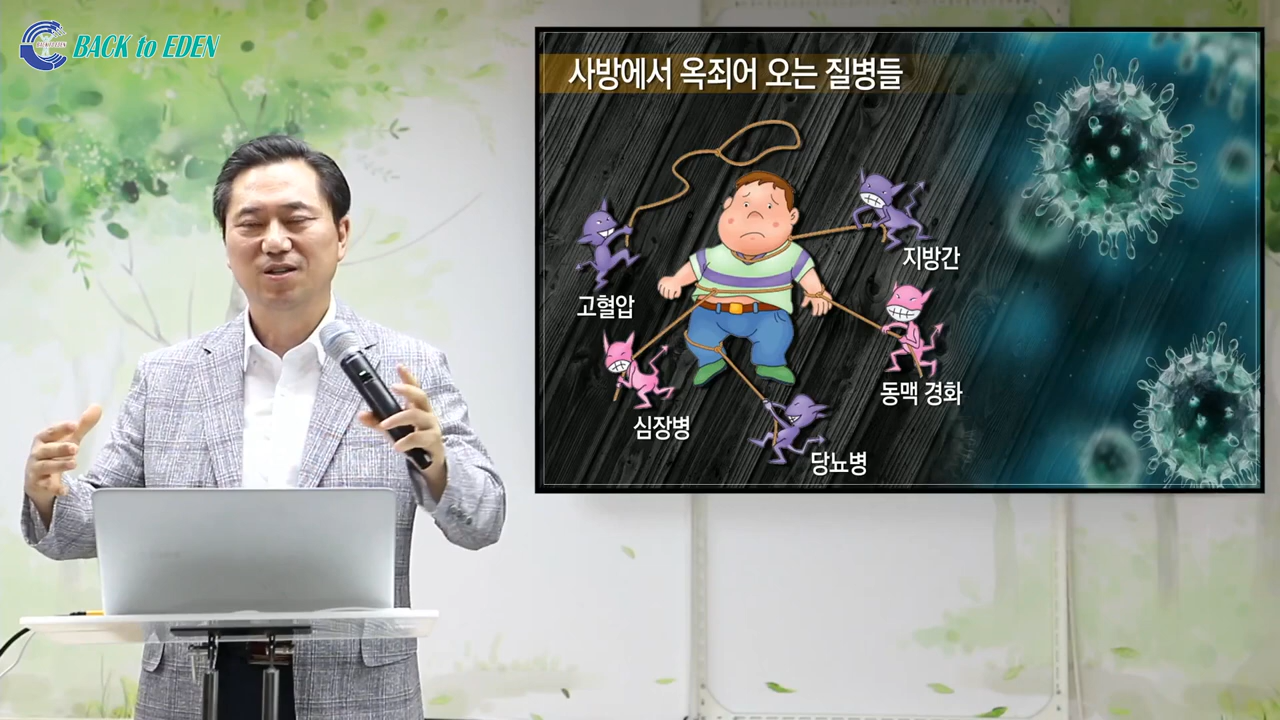 BACK to EDEN
사방에서 옥죄어 오는 질병들
지방간
고혈압
동맥 경화
심장병
당뇨병